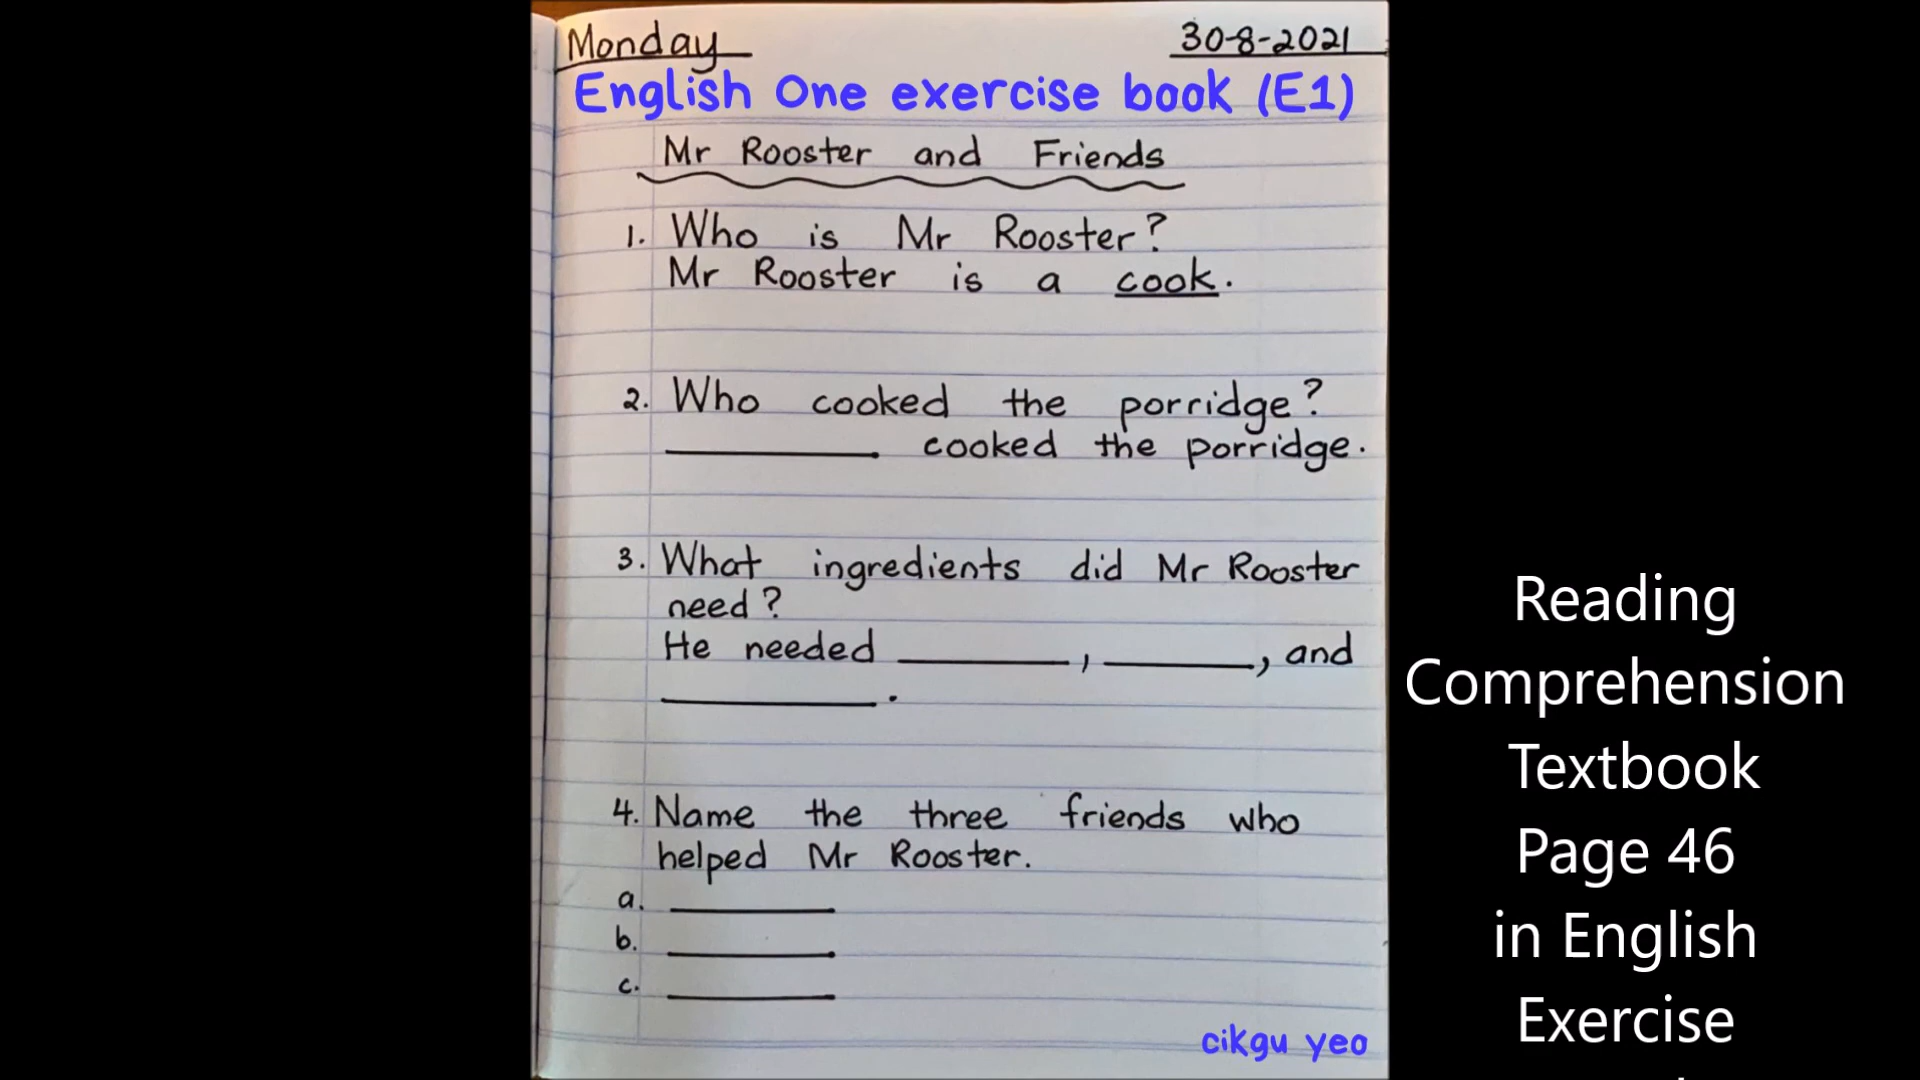 Monday 30-8-2021
English One exercise book (E1)
Mr Rooster and Friends
1. Who is Mr Rooster?
Mr Rooster is a cook.
2. Who cooked the porridge?
cooked the porridge.
3. What ingredients did Mr Rooster
need?
He needed , , and
.
4. Name the three friends who
helped Mr Rooster.
a.
b.
c.
cikgu yeo
Reading
Comprehension
Textbook
Page 46
in English
Exercise